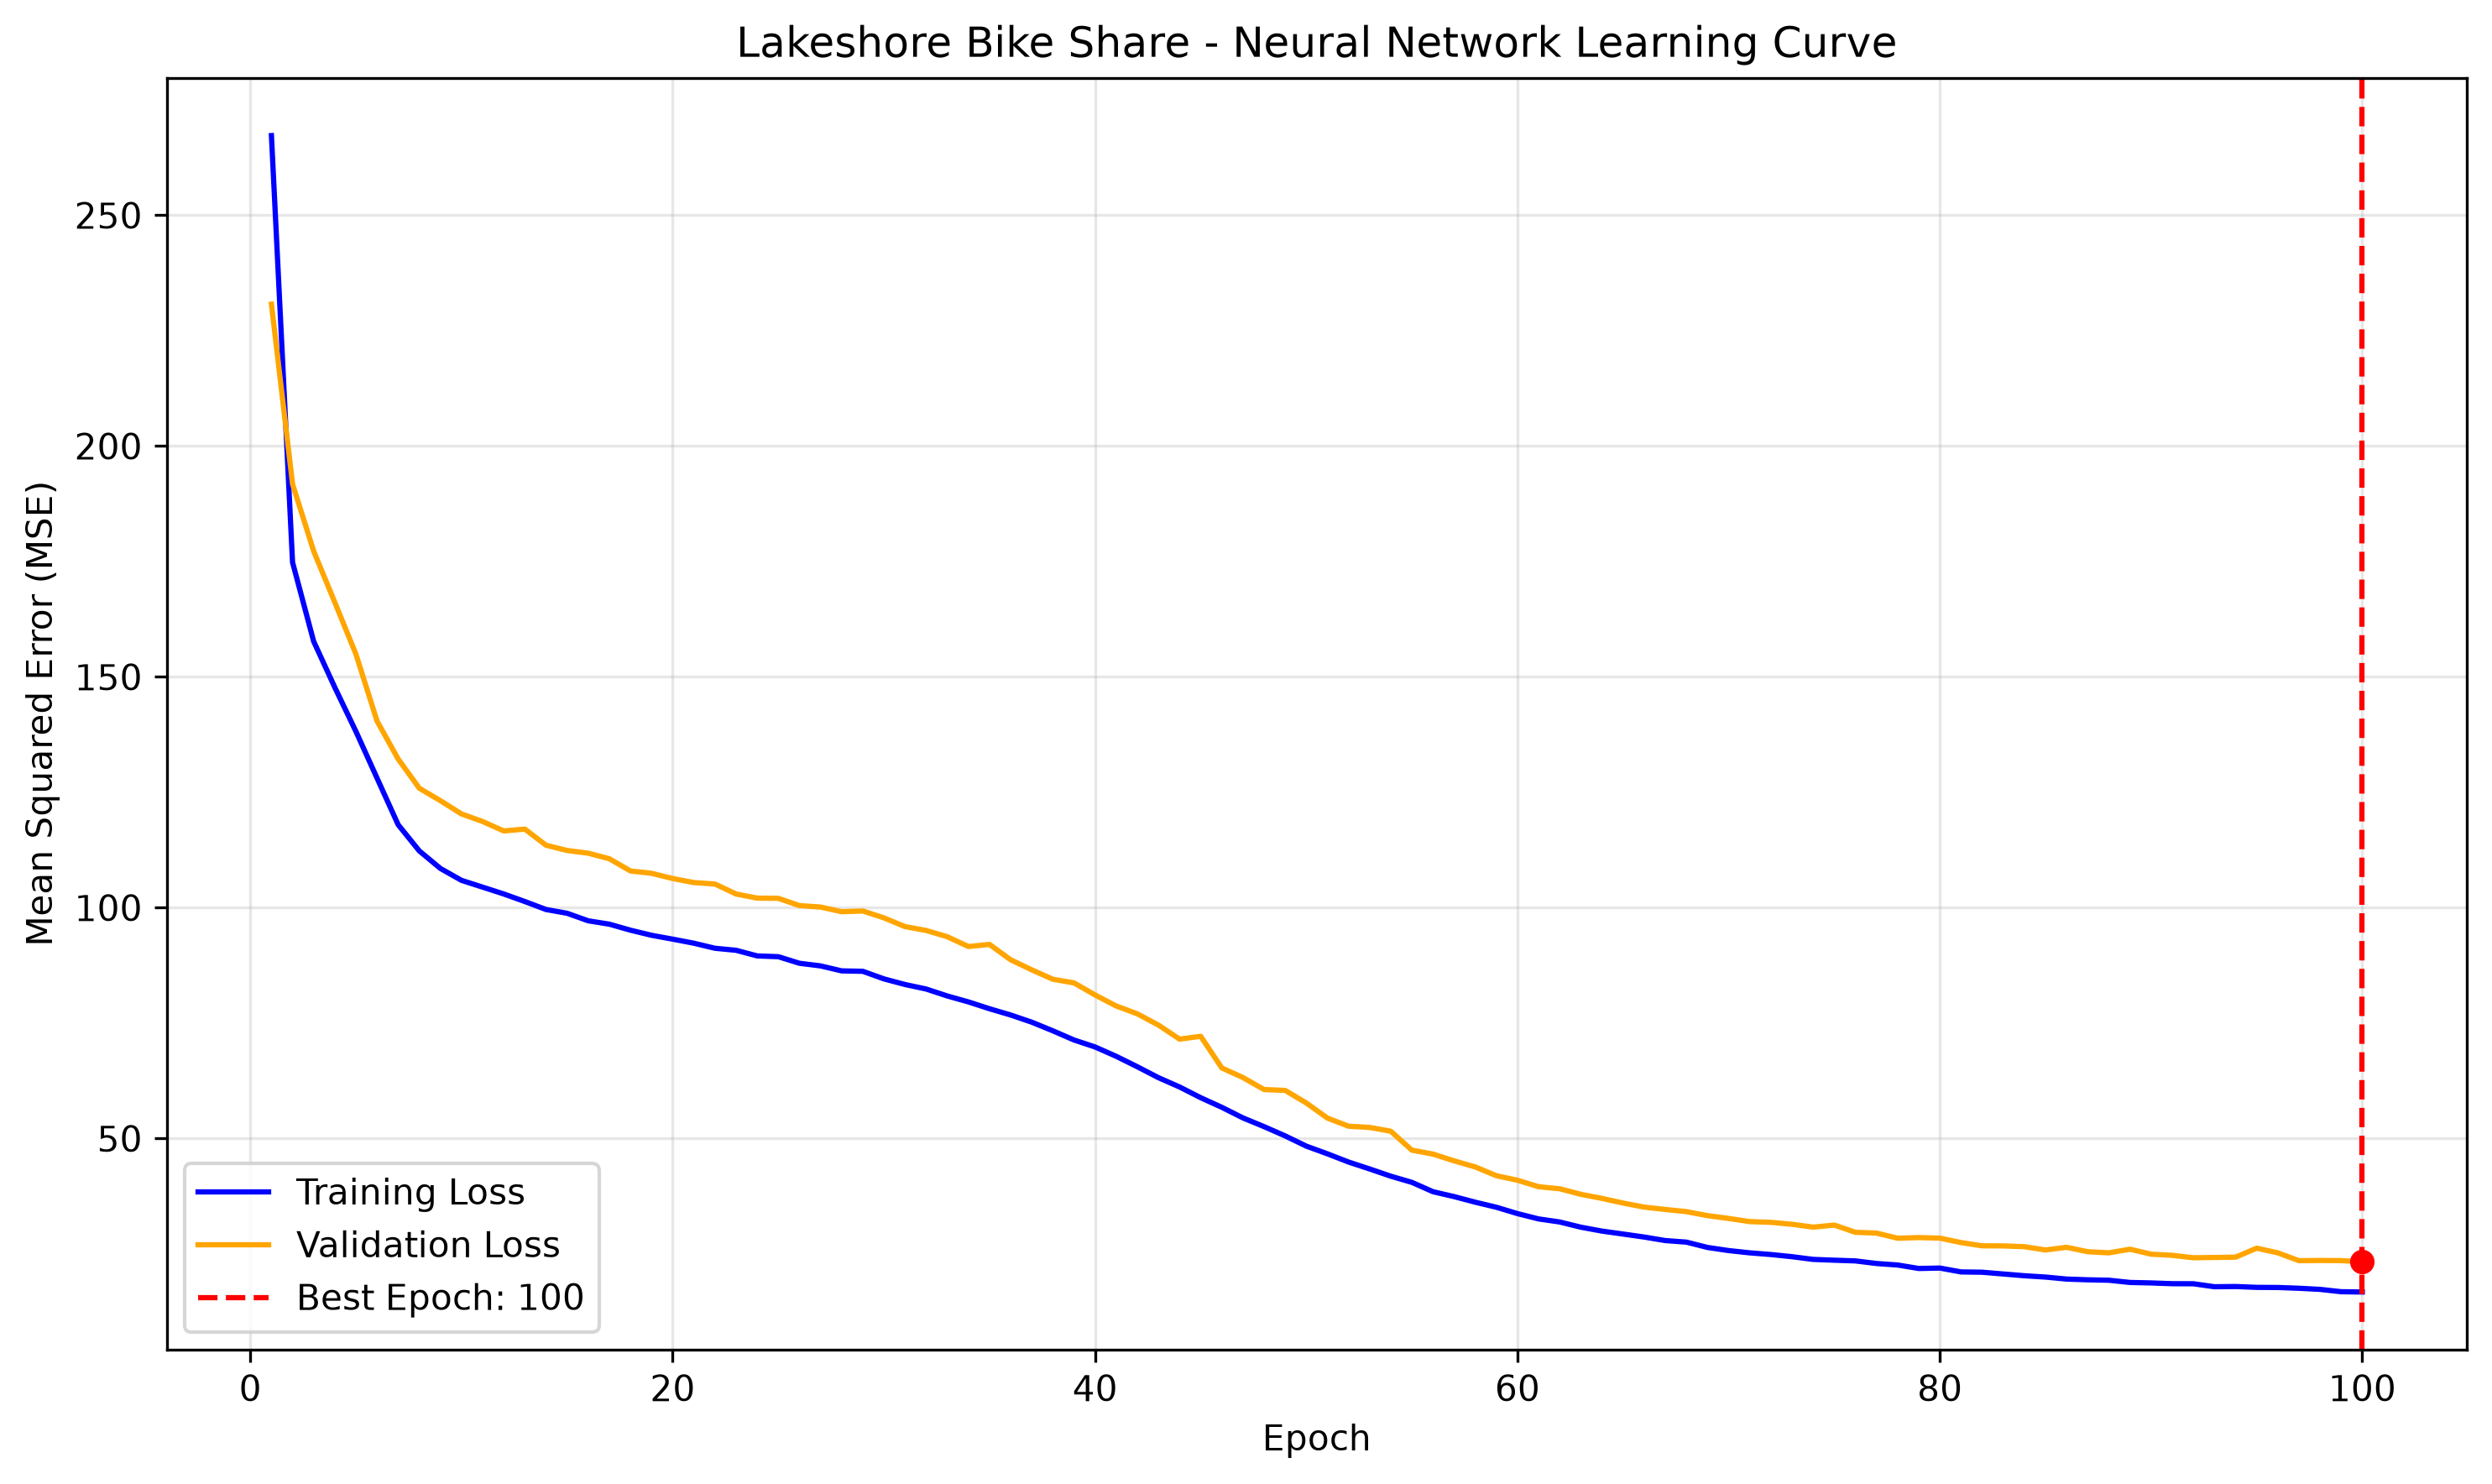 Lakeshore Bike Share - Neural Network Learning Curve
Mean Squared Error (MSE)
250
200
150
100
50
Training Loss
Validation Loss
Best Epoch: 100
0 20 40 60 80 100
Epoch